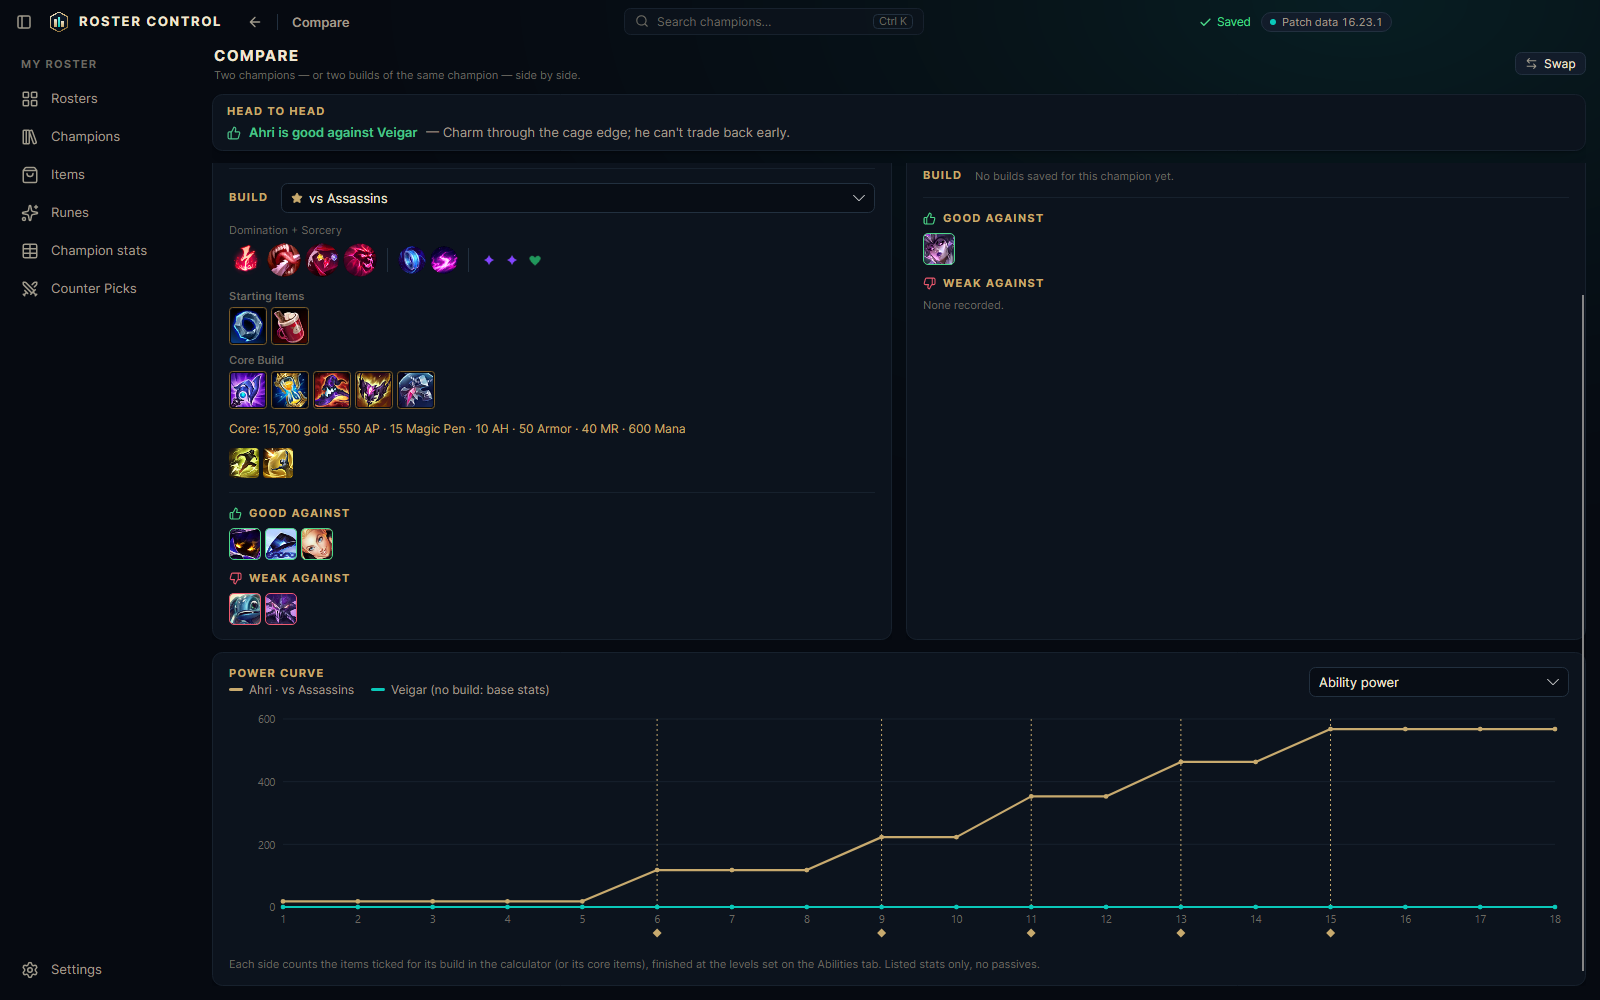 ROSTER CONTROL
Compare
Search champions...
Ctrl K
Saved
Patch data 16.23.1
MY ROSTER
Rosters
Champions
Items
Runes
Champion stats
Counter Picks
Settings
COMPARE
Two champions — or two builds of the same champion — side by side.
Swap
HEAD TO HEAD
Ahri is good against Veigar — Charm through the cage edge; he can't trade back early.
BUILD
vs Assassins
Domination + Sorcery
Starting Items
Core Build
Core: 15,700 gold · 550 AP · 15 Magic Pen · 10 AH · 50 Armor · 40 MR · 600 Mana
GOOD AGAINST
WEAK AGAINST
BUILD No builds saved for this champion yet.
GOOD AGAINST
WEAK AGAINST
None recorded.
POWER CURVE
Ahri · vs Assassins
Veigar (no build: base stats)
Ability power
600
400
200
0
1 2 3 4 5 6 7 8 9 10 11 12 13 14 15 16 17 18
Each side counts the items ticked for its build in the calculator (or its core items), finished at the levels set on the Abilities tab. Listed stats only, no passives.